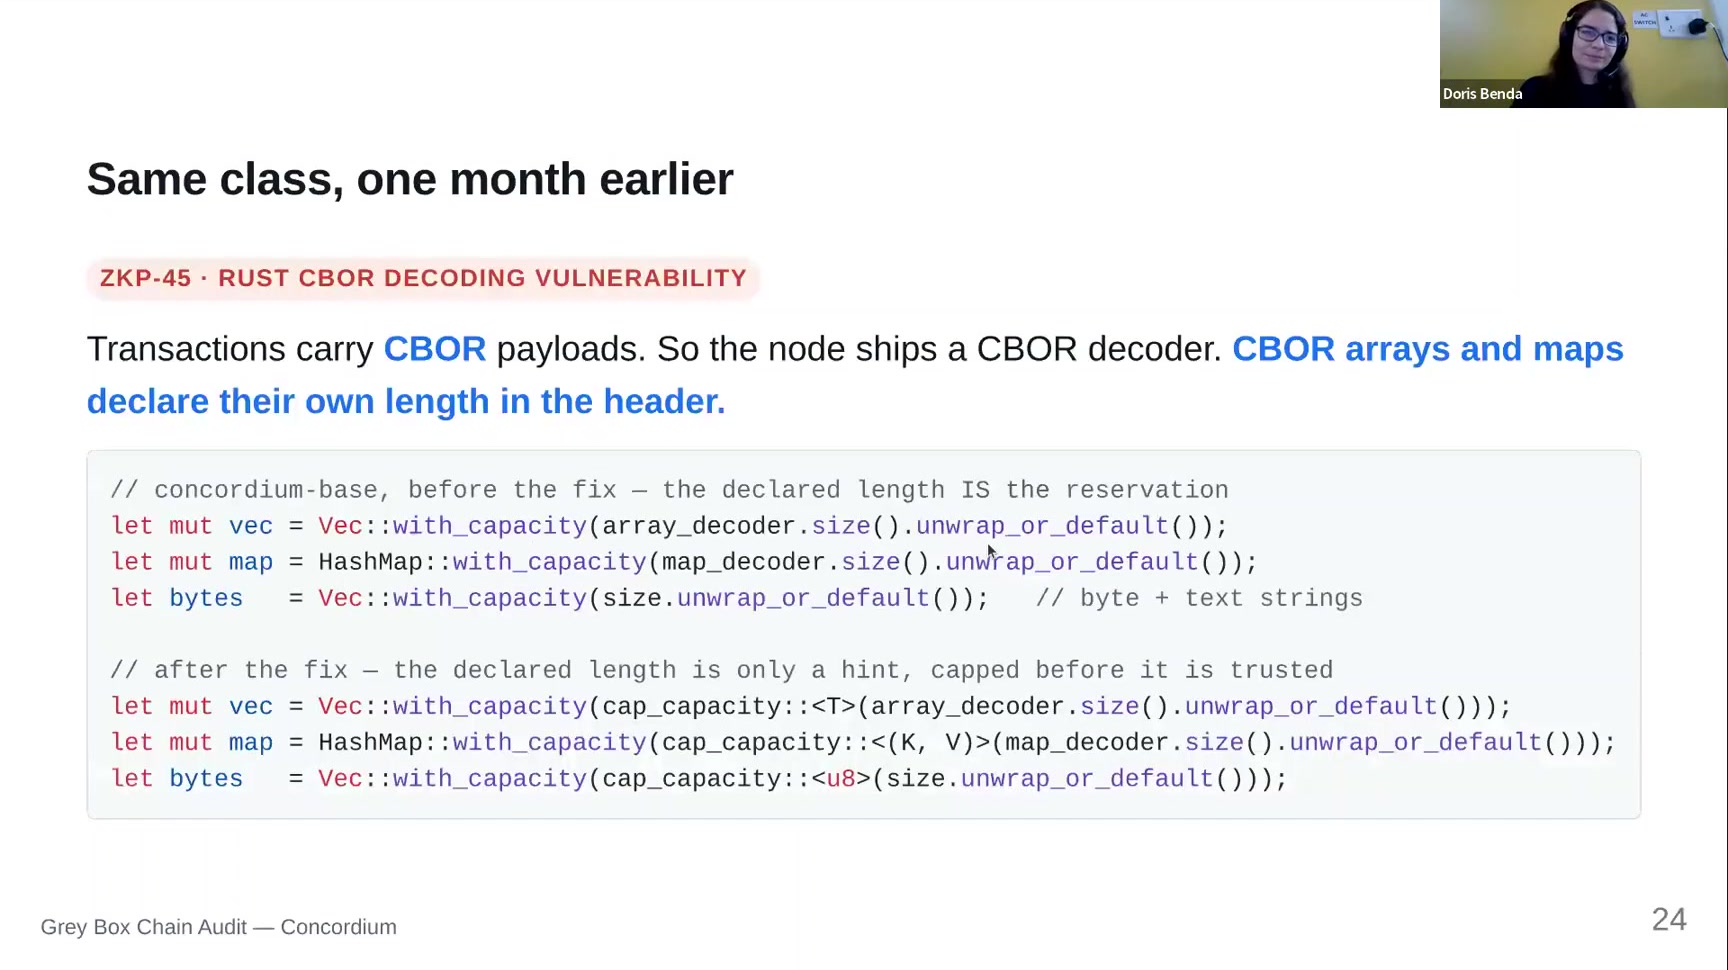 AC
SWITCH
Doris Benda
Same class, one month earlier
ZKP-45 · RUST CBOR DECODING VULNERABILITY
Transactions carry CBOR payloads. So the node ships a CBOR decoder. CBOR arrays and maps
declare their own length in the header.
// concordium-base, before the fix — the declared length IS the reservation
let mut vec = Vec::with_capacity(array_decoder.size().unwrap_or_default());
let mut map = HashMap::with_capacity(map_decoder.size().unwrap_or_default());
let bytes   = Vec::with_capacity(size.unwrap_or_default());   // byte + text strings
// after the fix — the declared length is only a hint, capped before it is trusted
let mut vec = Vec::with_capacity(cap_capacity::<T>(array_decoder.size().unwrap_or_default()));
let mut map = HashMap::with_capacity(cap_capacity::<(K, V)>(map_decoder.size().unwrap_or_default()));
let bytes   = Vec::with_capacity(cap_capacity::<u8>(size.unwrap_or_default()));
Grey Box Chain Audit — Concordium
24